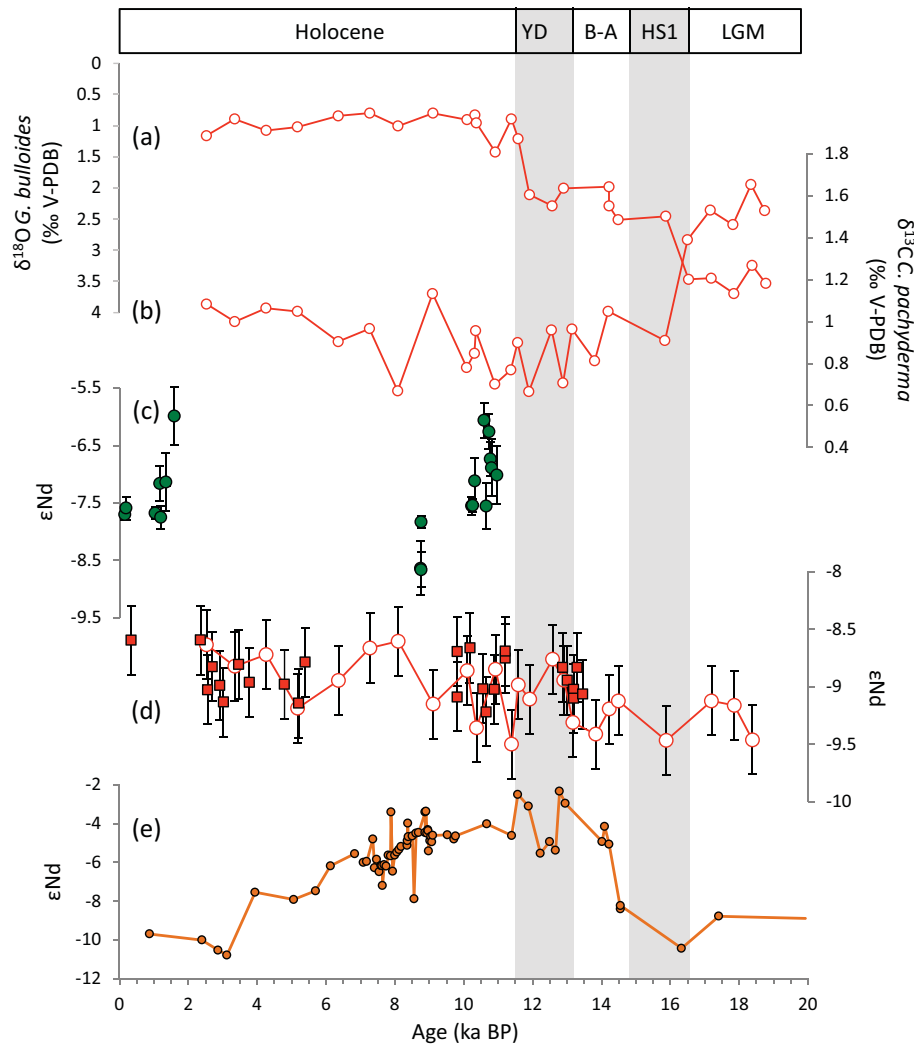 Holocene YD B-A HS1 LGM
δ18O G. bulloides
(‰ V-PDB)
0
0.5
1
1.5
2
2.5
3
3.5
4
(a)
(b)
1.8
1.6
1.4
1.2
1
0.8
0.6
0.4
δ13C C. pachyderma
(‰ V-PDB)
εNd
-5.5
-6.5
-7.5
-8.5
-9.5
(c)
(d)
-8
-8.5
-9
-9.5
-10
εNd
εNd
-2
-4
-6
-8
-10
-12
(e)
0 2 4 6 8 10 12 14 16 18 20
Age (ka BP)